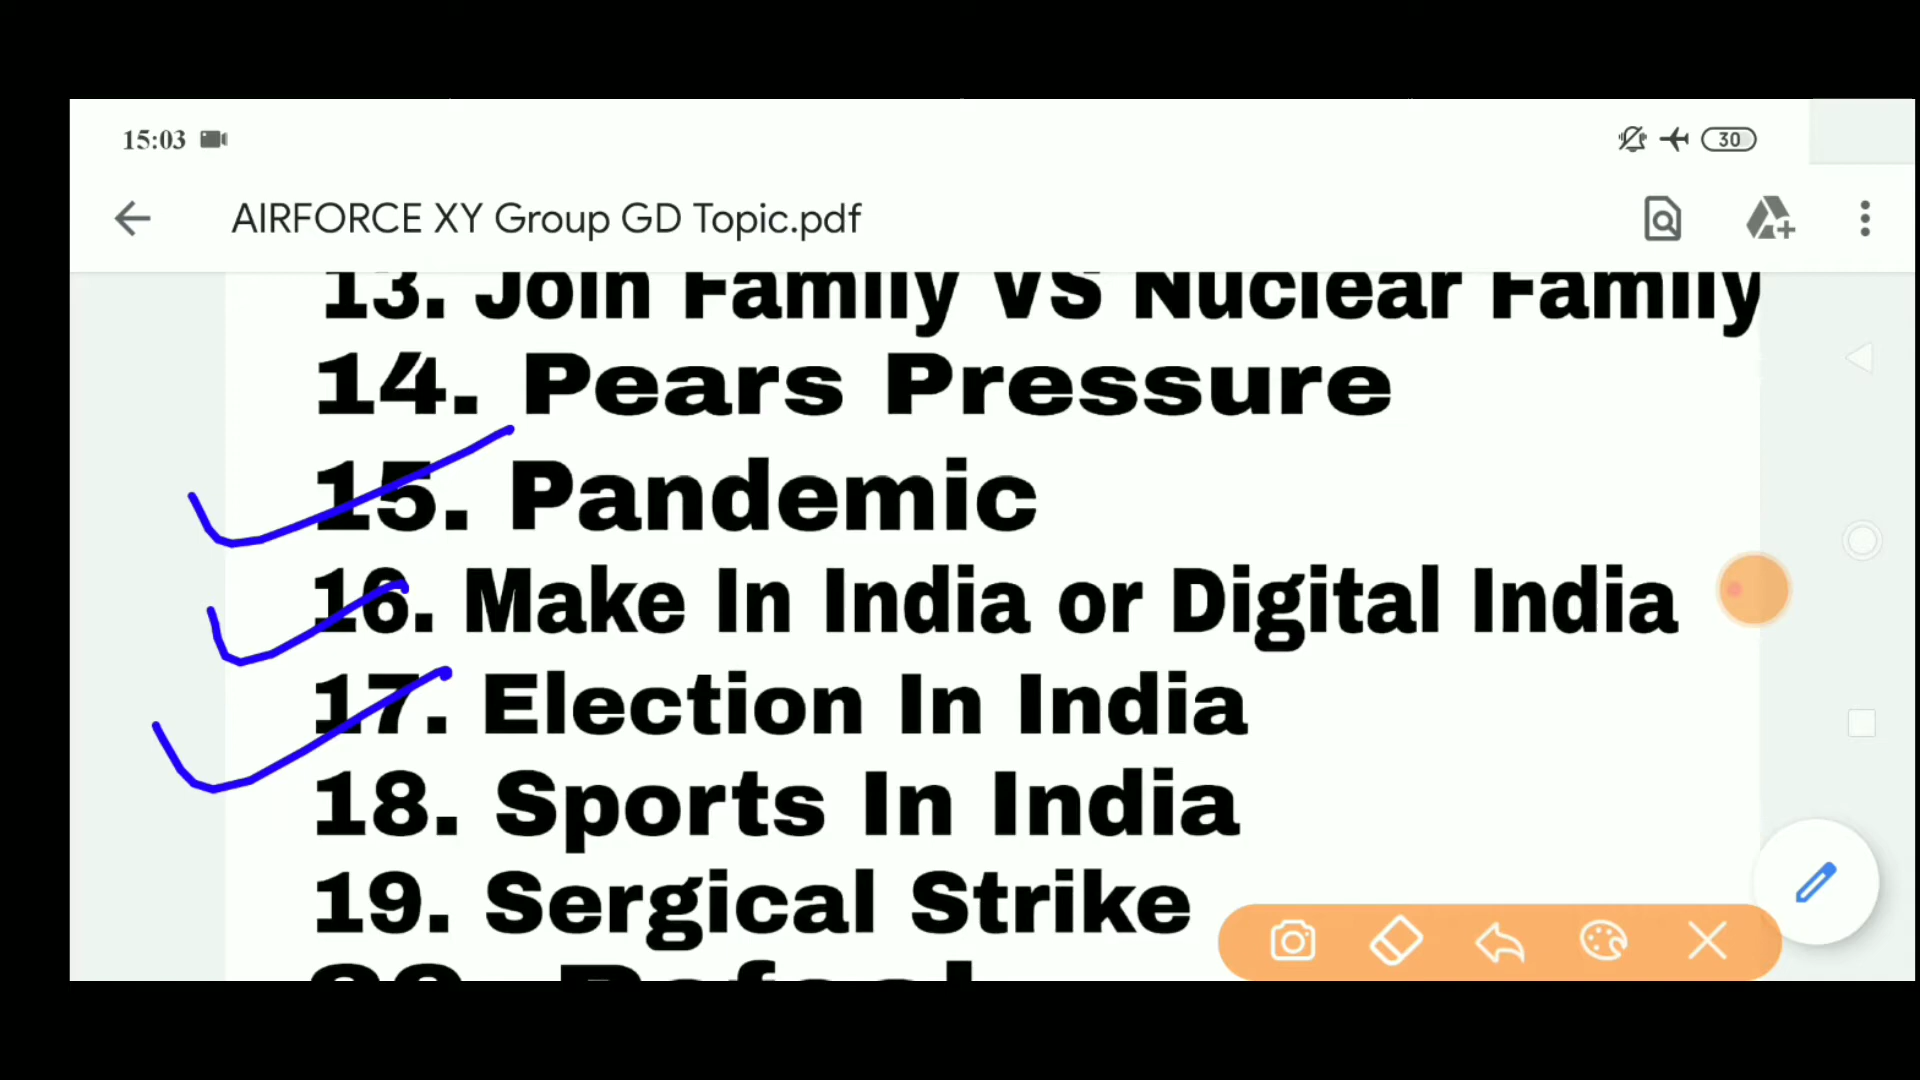 15:03
30
AIRFORCE XY Group GD Topic.pdf
13. Join Family VS Nuclear Family
14. Pears Pressure
15. Pandemic
16. Make In India or Digital India
17. Election In India
18. Sports In India
19. Sergical Strike